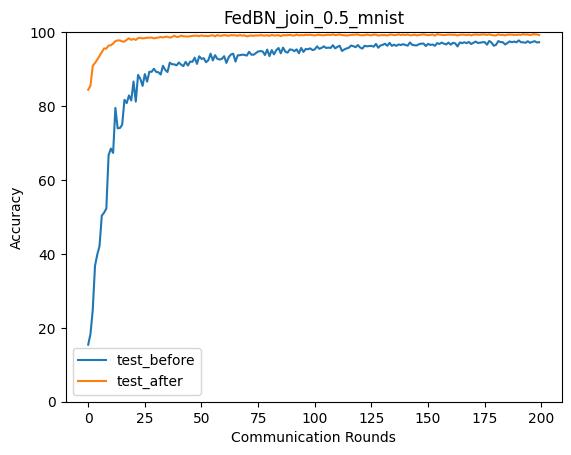 FedBN_join_0.5_mnist
100
80
60
40
20
0
Accuracy
test_before
test_after
0 25 50 75 100 125 150 175 200
Communication Rounds